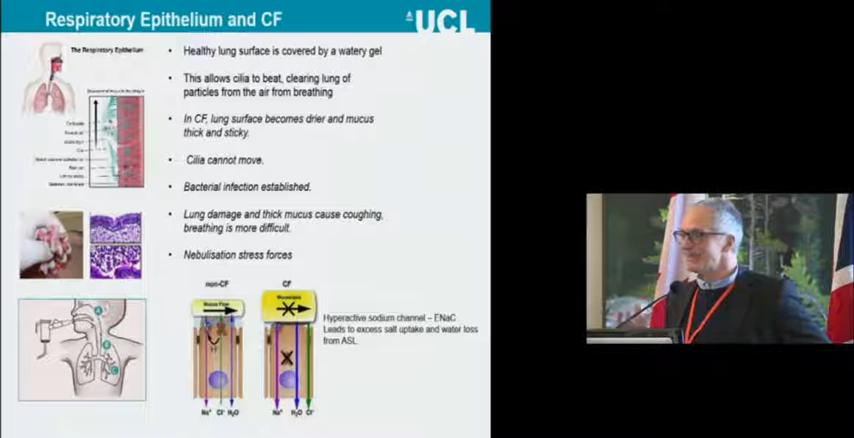 Respiratory Epithelium and CF
UCL
The Respiratory Epithelium
• Healthy lung surface is covered by a watery gel
• This allows cilia to beat, clearing lung of
particles from the air from breathing
• In CF, lung surface becomes drier and mucus
thick and sticky.
• Cilia cannot move.
• Bacterial infection established.
• Lung damage and thick mucus cause coughing,
breathing is more difficult.
• Nebulisation stress forces
non-CF
CF
Mucus Flow
Mucostasis
Hyperactive sodium channel – ENaC
Leads to excess salt uptake and water loss
from ASL
A
B
C
Na⁺ Cl⁻ H₂O
Na⁺ H₂O Cl⁻